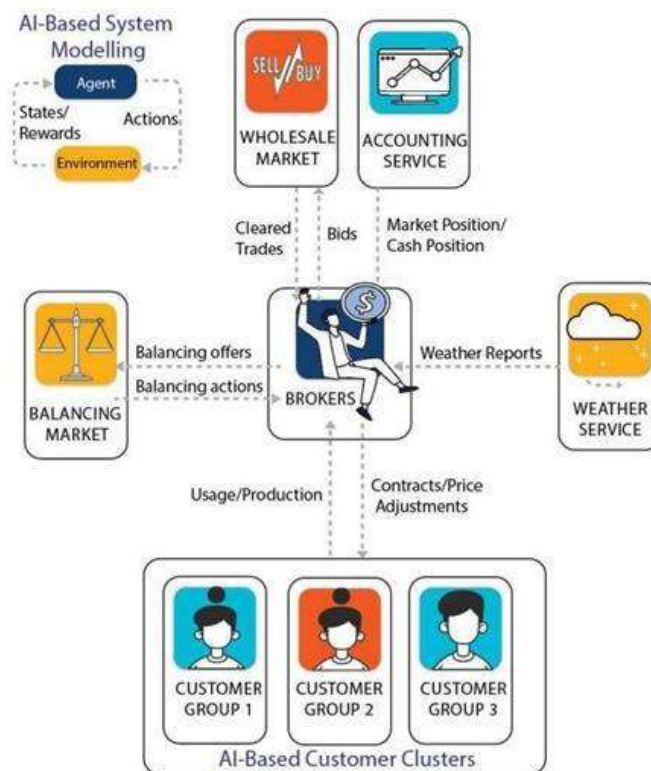 AI-Based System
Modelling
Agent
States/
Rewards
Actions
Environment
SELL
BUY
WHOLESALE
MARKET
ACCOUNTING
SERVICE
Cleared
Trades
Bids
Market Position/
Cash Position
$
Balancing offers
Balancing actions
BALANCING
MARKET
BROKERS
Weather Reports
WEATHER
SERVICE
Usage/Production
Contracts/Price
Adjustments
CUSTOMER
GROUP 1
CUSTOMER
GROUP 2
CUSTOMER
GROUP 3
AI-Based Customer Clusters